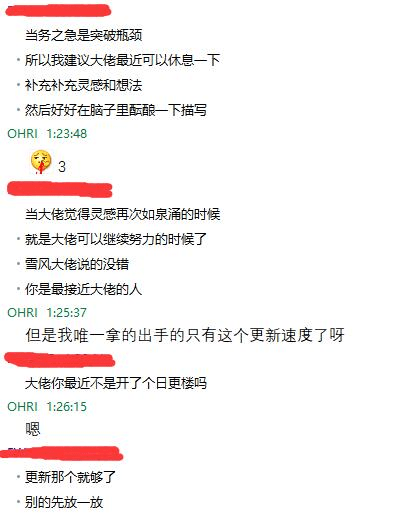 当务之急是突破瓶颈
所以我建议大佬最近可以休息一下
补充补充灵感和想法
然后好好在脑子里酝酿一下描写
OHRI 1:23:48
3
当大佬觉得灵感再次如泉涌的时候
就是大佬可以继续努力的时候了
雪风大佬说的没错
你是最接近大佬的人
OHRI 1:25:37
但是我唯一拿的出手的只有这个更新速度了呀
大佬你最近不是开了个日更楼吗
OHRI 1:26:15
嗯
更新那个就够了
别的先放一放